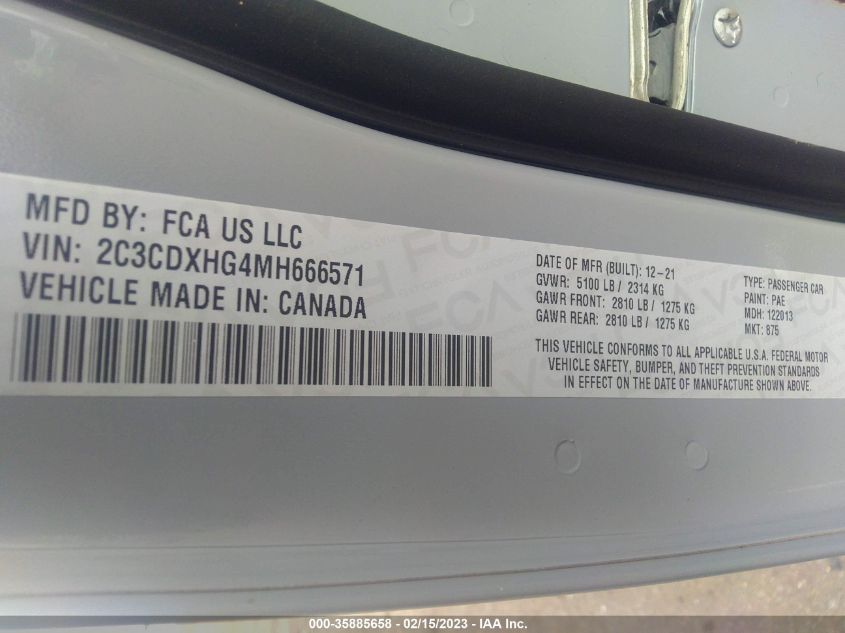 MFD BY: FCA US LLC
VIN: 2C3CDXHG4MH666571
VEHICLE MADE IN: CANADA
DATE OF MFR (BUILT): 12-21
GVWR: 5100 LB / 2314 KG
GAWR FRONT: 2810 LB / 1275 KG
GAWR REAR: 2810 LB / 1275 KG
TYPE: PASSENGER CAR
PAINT: PAE
MDH: 122013
MKT: 875
THIS VEHICLE CONFORMS TO ALL APPLICABLE U.S.A. FEDERAL MOTOR
VEHICLE SAFETY, BUMPER, AND THEFT PREVENTION STANDARDS
IN EFFECT ON THE DATE OF MANUFACTURE SHOWN ABOVE.
000-35885658 - 02/15/2023 - IAA Inc.